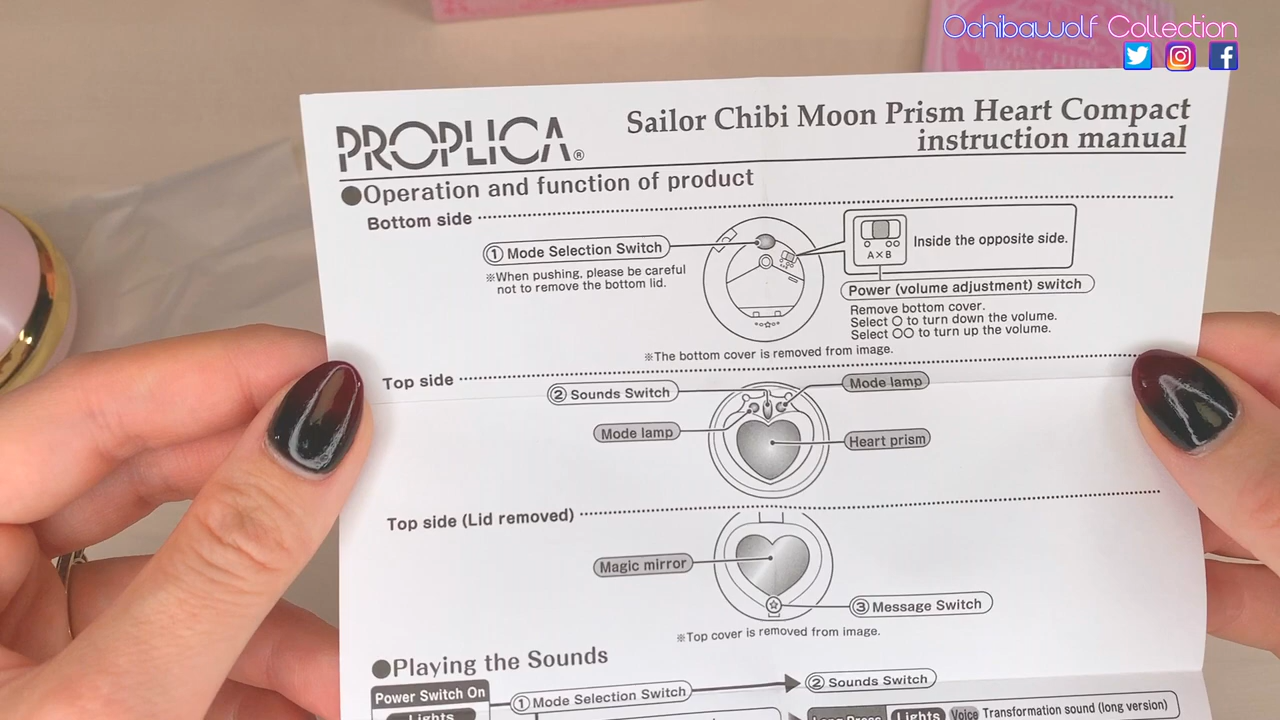 Ochibawolf Collection
PROPLICA®
Sailor Chibi Moon Prism Heart Compact
instruction manual
●Operation and function of product
Bottom side
① Mode Selection Switch
※When pushing, please be careful
not to remove the bottom lid.
A×B
Inside the opposite side.
Power (volume adjustment) switch
Remove bottom cover.
Select ○ to turn down the volume.
Select ○○ to turn up the volume.
※The bottom cover is removed from image.
Top side
② Sounds Switch
Mode lamp
Mode lamp
Heart prism
Top side (Lid removed)
Magic mirror
③ Message Switch
※Top cover is removed from image.
●Playing the Sounds
Power Switch On
① Mode Selection Switch
② Sounds Switch
Lights
Long Press
Lights
Voice
Transformation sound (long version)